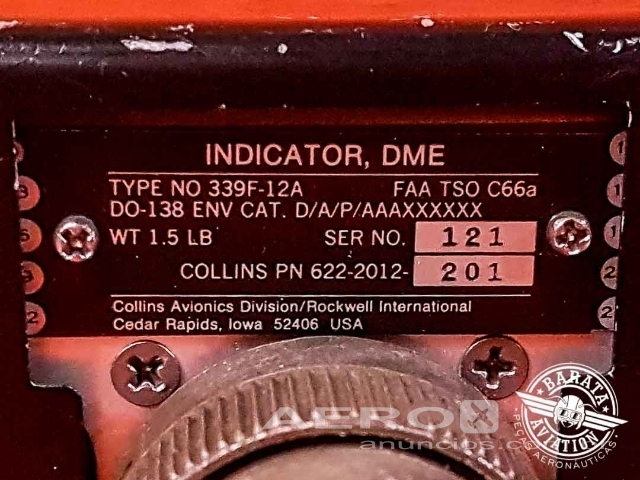 INDICATOR, DME
TYPE NO 339F-12A FAA TSO C66a
DO-138 ENV CAT. D/A/P/AAAXXXXXX
WT 1.5 LB SER NO. 121
COLLINS PN 622-2012- 201
Collins Avionics Division/Rockwell International
Cedar Rapids, Iowa 52406 USA
AEROX
anúncios.c
BARATA
AVIATION
PEÇAS AERONÁUTICAS